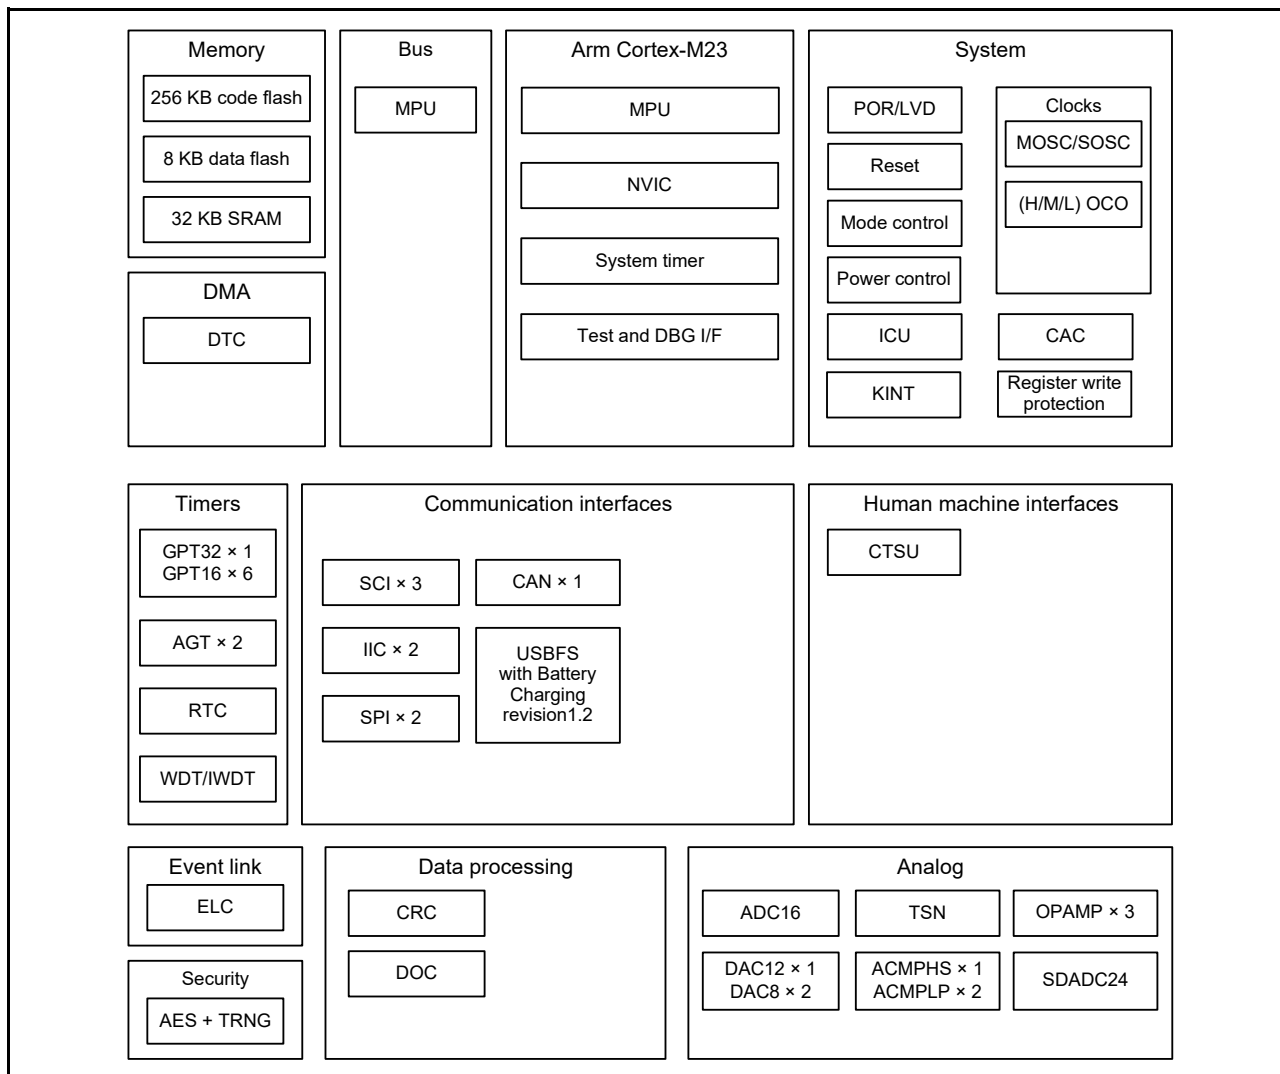 Memory
256 KB code flash
8 KB data flash
32 KB SRAM
DMA
DTC
Bus
MPU
Arm Cortex-M23
MPU
NVIC
System timer
Test and DBG I/F
System
POR/LVD
Reset
Mode control
Power control
ICU
KINT
Clocks
MOSC/SOSC
(H/M/L) OCO
CAC
Register write
protection
Timers
GPT32 × 1
GPT16 × 6
AGT × 2
RTC
WDT/IWDT
Communication interfaces
SCI × 3
IIC × 2
SPI × 2
CAN × 1
USBFS
with Battery
Charging
revision1.2
Human machine interfaces
CTSU
Event link
ELC
Security
AES + TRNG
Data processing
CRC
DOC
Analog
ADC16
TSN
OPAMP × 3
DAC12 × 1
DAC8 × 2
ACMPHS × 1
ACMPLP × 2
SDADC24